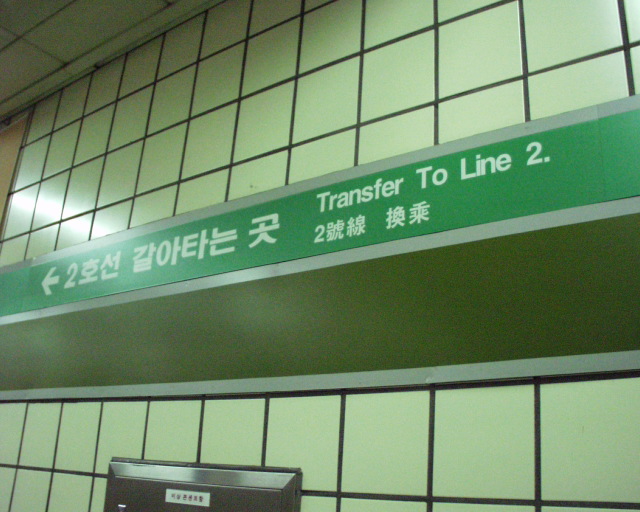 ← 2호선 갈아타는 곳
Transfer To Line 2.
2號線 換乘